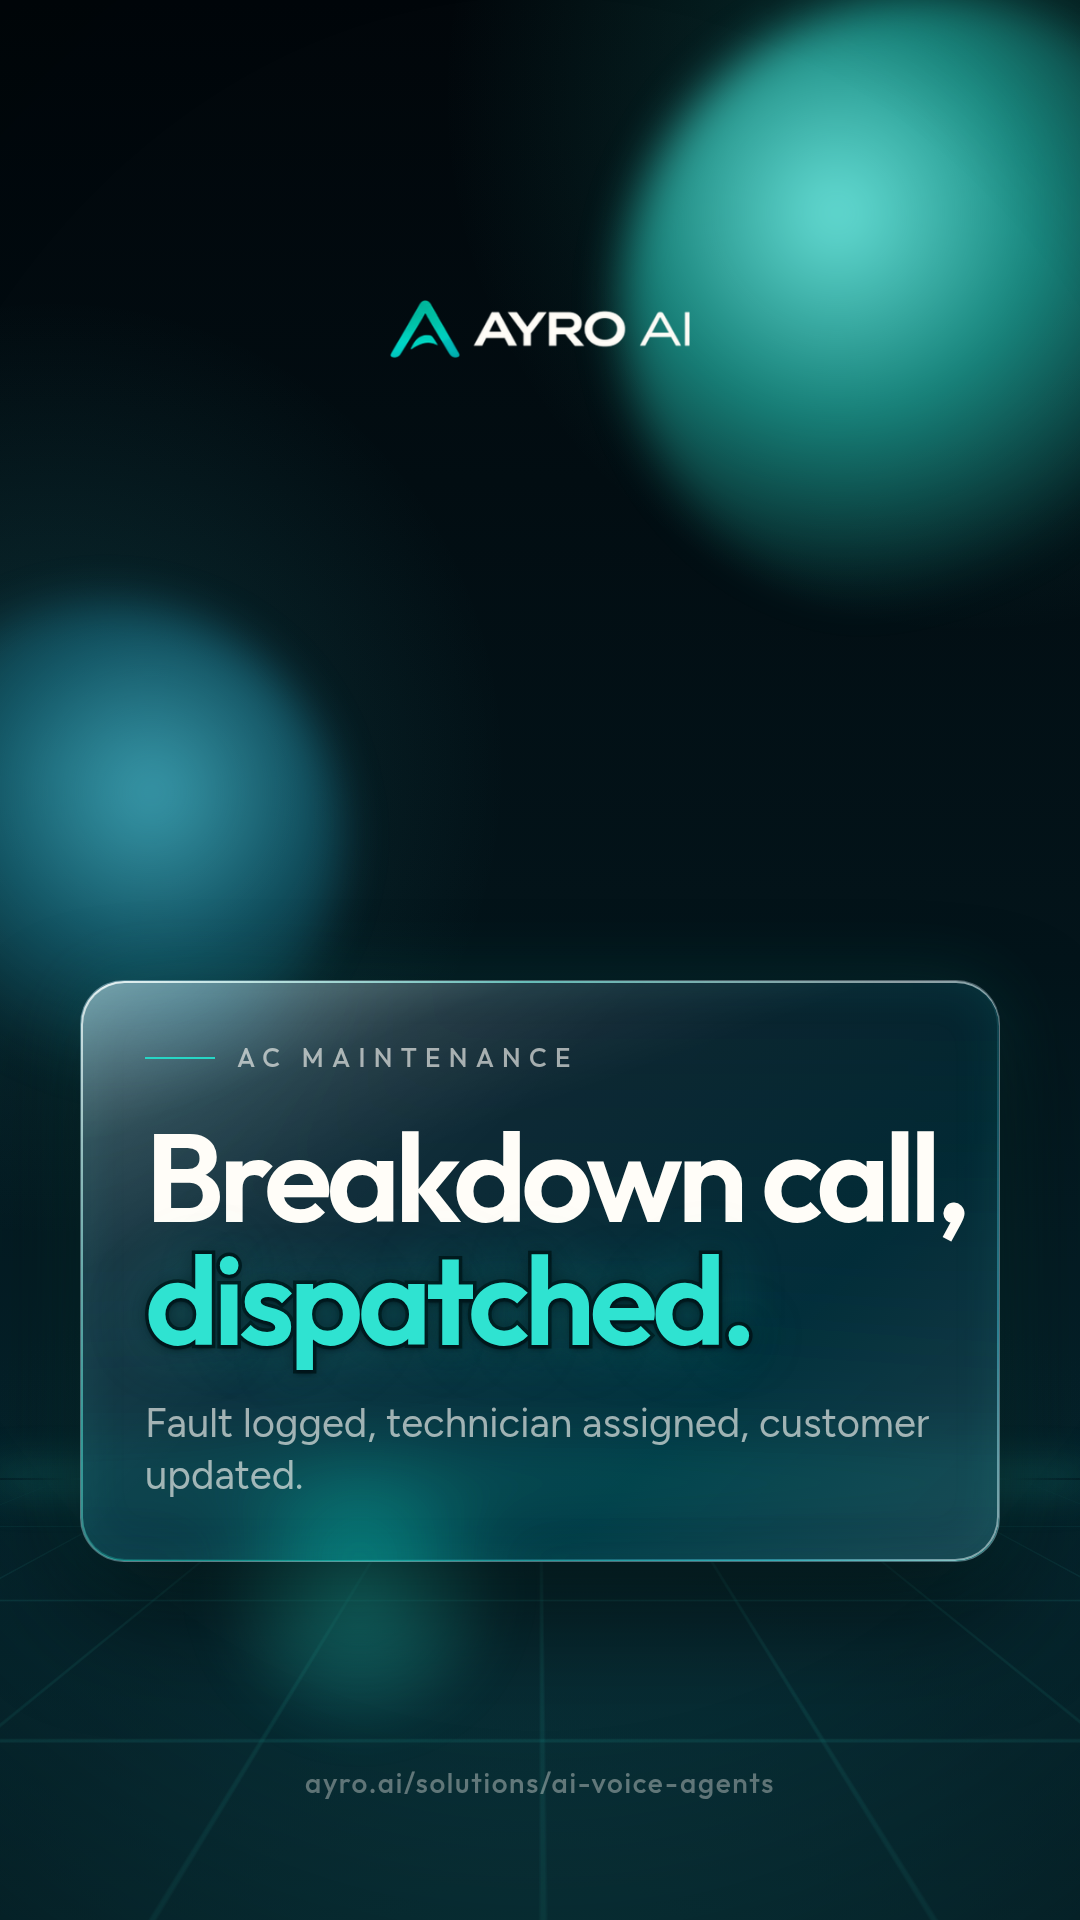 AYRO AI
AC MAINTENANCE
Breakdown call,
dispatched.
Fault logged, technician assigned, customer
updated.
ayro.ai/solutions/ai-voice-agents